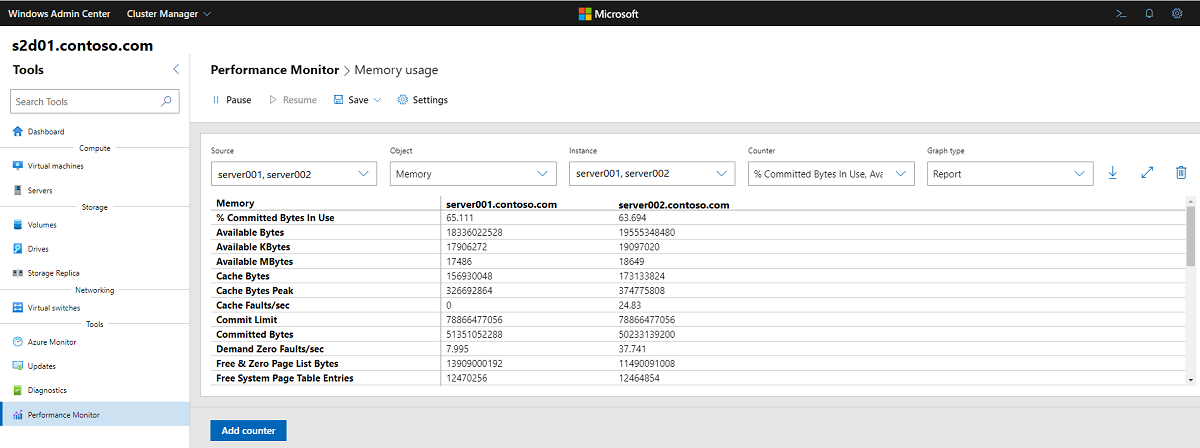 Windows Admin Center Cluster Manager Microsoft
s2d01.contoso.com
Tools
Search Tools
Dashboard
Compute
Virtual machines
Servers
Storage
Volumes
Drives
Storage Replica
Networking
Virtual switches
Tools
Azure Monitor
Updates
Diagnostics
Performance Monitor
Performance Monitor > Memory usage
Pause Resume Save Settings
Source Object Instance Counter Graph type
server001, server002 Memory server001, server002 % Committed Bytes In Use, Ava Report
Memory server001.contoso.com server002.contoso.com
% Committed Bytes In Use 65.111 63.694
Available Bytes 18336022528 19555348480
Available KBytes 17906272 19097020
Available MBytes 17486 18649
Cache Bytes 156930048 173133824
Cache Bytes Peak 326692864 374775808
Cache Faults/sec 0 24.83
Commit Limit 78866477056 78866477056
Committed Bytes 51351052288 50233139200
Demand Zero Faults/sec 7.995 37.741
Free & Zero Page List Bytes 13909000192 11490091008
Free System Page Table Entries 12470256 12464854
Add counter